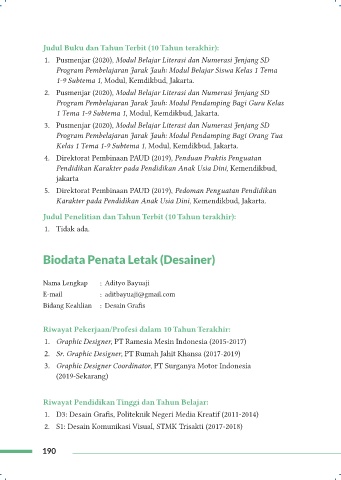 Judul Buku dan Tahun Terbit (10 Tahun terakhir):
1. Pusmenjar (2020), Modul Belajar Literasi dan Numerasi Jenjang SD
Program Pembelajaran Jarak Jauh: Modul Belajar Siswa Kelas 1 Tema
1-9 Subtema 1, Modul, Kemdikbud, Jakarta.
2. Pusmenjar (2020), Modul Belajar Literasi dan Numerasi Jenjang SD
Program Pembelajaran Jarak Jauh: Modul Pendamping Bagi Guru Kelas
1 Tema 1-9 Subtema 1, Modul, Kemdikbud, Jakarta.
3. Pusmenjar (2020), Modul Belajar Literasi dan Numerasi Jenjang SD
Program Pembelajaran Jarak Jauh: Modul Pendamping Bagi Orang Tua
Kelas 1 Tema 1-9 Subtema 1, Modul, Kemdikbud, Jakarta.
4. Direktorat Pembinaan PAUD (2019), Penduan Praktis Penguatan
Pendidikan Karakter pada Pendidikan Anak Usia Dini, Kemendikbud,
jakarta
5. Direktorat Pembinaan PAUD (2019), Pedoman Penguatan Pendidikan
Karakter pada Pendidikan Anak Usia Dini, Kemendikbud, Jakarta.
Judul Penelitian dan Tahun Terbit (10 Tahun terakhir):
1. Tidak ada.
Biodata Penata Letak (Desainer)
Nama Lengkap : Adityo Bayuaji
E-mail : aditbayuaji@gmail.com
Bidang Keahlian : Desain Grafis
Riwayat Pekerjaan/Profesi dalam 10 Tahun Terakhir:
1. Graphic Designer, PT Ramesia Mesin Indonesia (2015-2017)
2. Sr. Graphic Designer, PT Rumah Jahit Khansa (2017-2019)
3. Graphic Designer Coordinator, PT Surganya Motor Indonesia
(2019-Sekarang)
Riwayat Pendidikan Tinggi dan Tahun Belajar:
1. D3: Desain Grafis, Politeknik Negeri Media Kreatif (2011-2014)
2. S1: Desain Komunikasi Visual, STMK Trisakti (2017-2018)
190